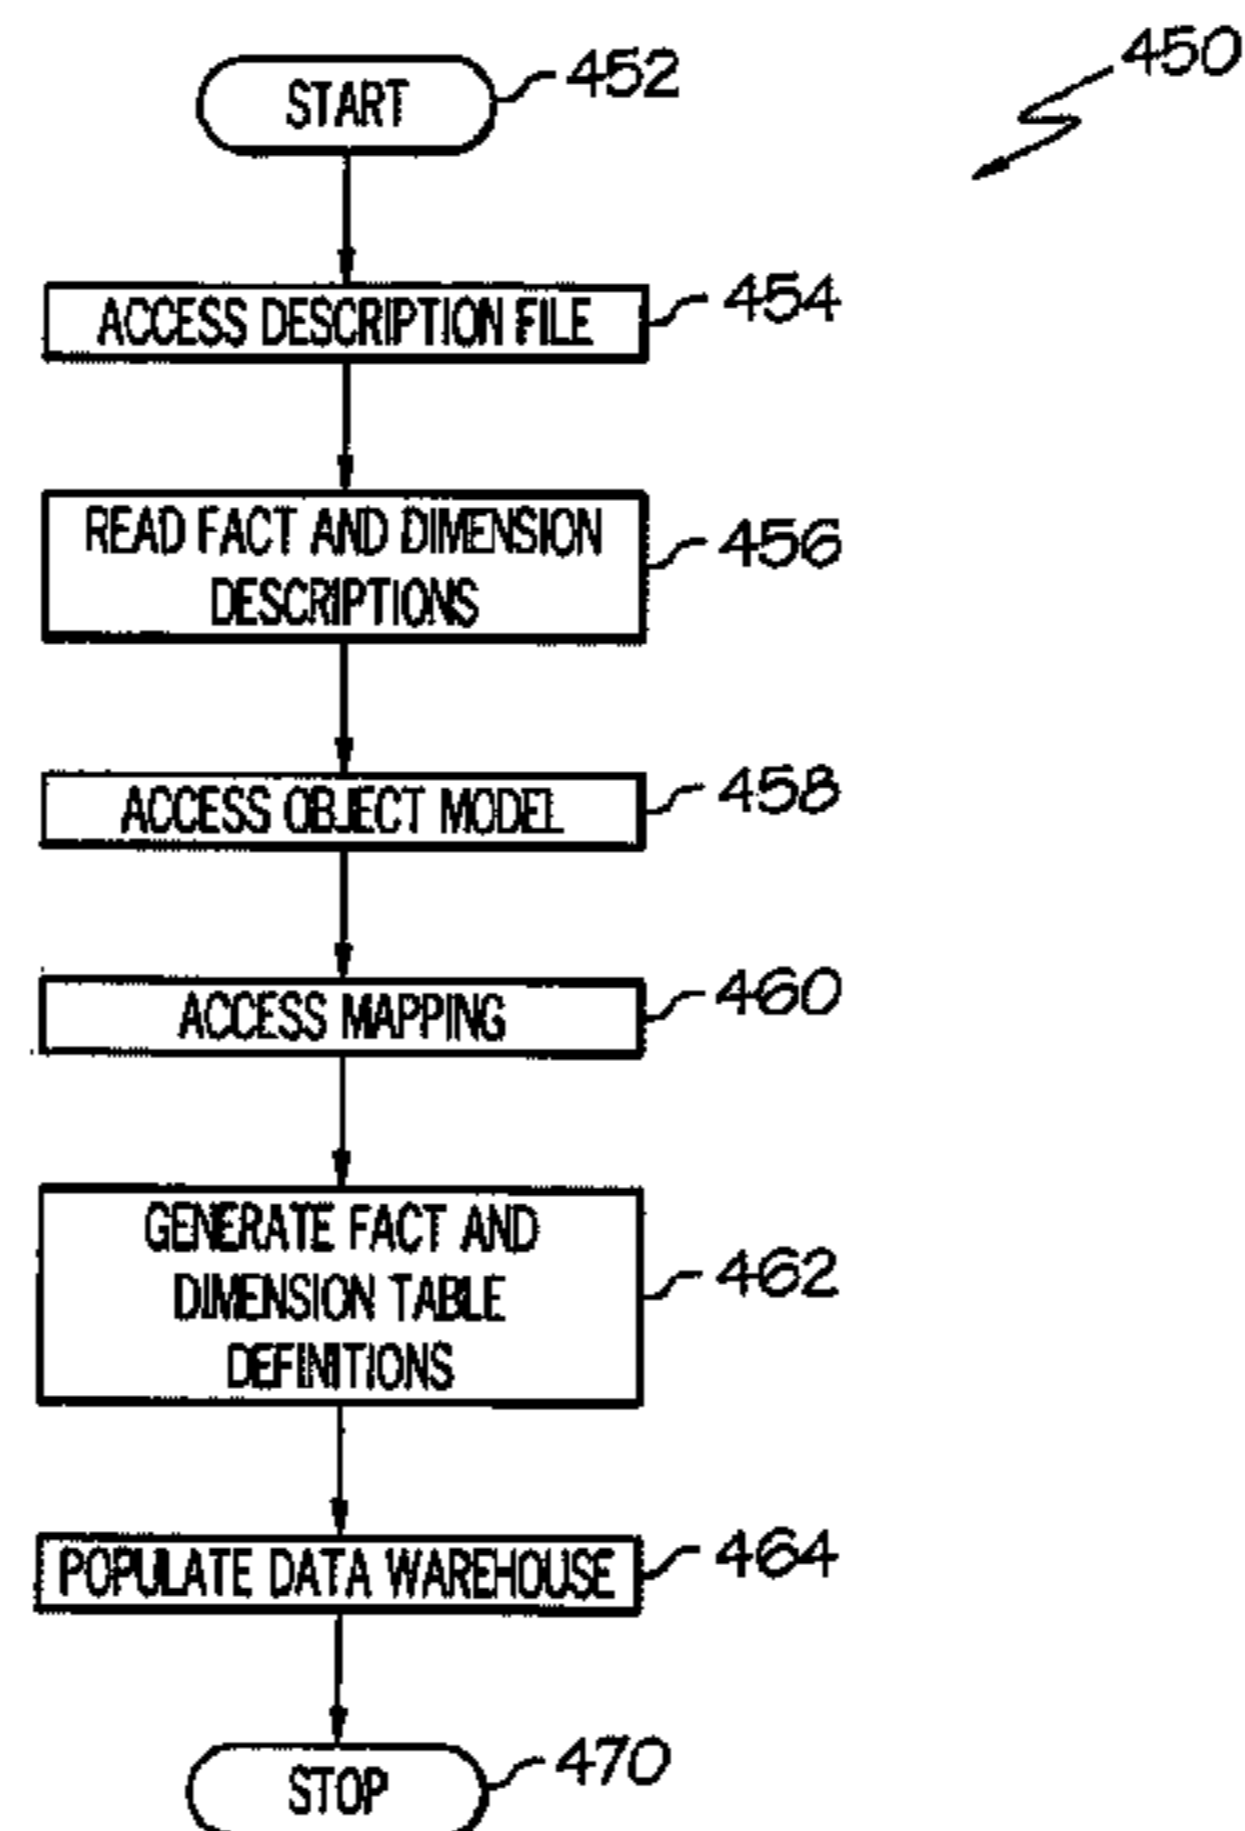 450
START 452
ACCESS DESCRIPTION FILE 454
READ FACT AND DIMENSION
DESCRIPTIONS
456
ACCESS OBJECT MODEL 458
ACCESS MAPPING 460
GENERATE FACT AND
DIMENSION TABLE
DEFINITIONS
462
POPULATE DATA WAREHOUSE 464
STOP 470